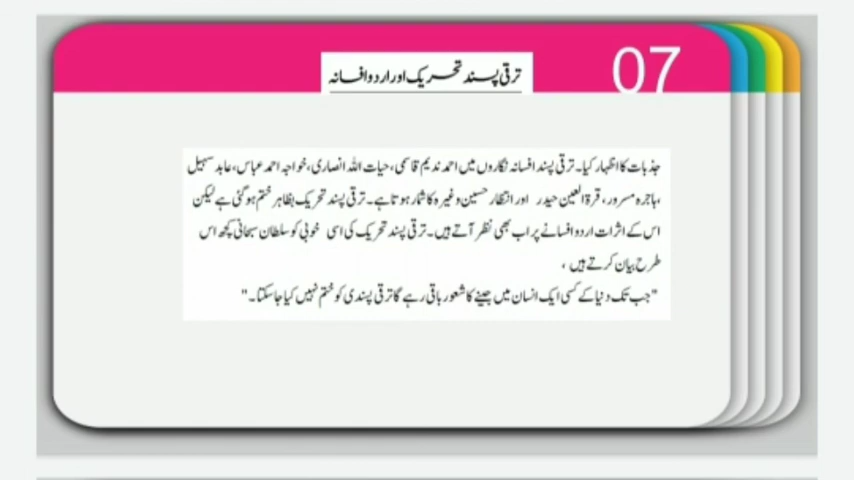 07
ترقی پسند تحریک اور اردو افسانہ
جذبات کا اظہار کیا۔ ترقی پسند افسانہ نگاروں میں احمد ندیم قاسمی، حیات اللہ انصاری، خواجہ احمد عباس، عابد سہیل
،ہاجرہ مسرور، قرۃ العین حیدر اور انتظار حسین وغیرہ کا شمار ہوتا ہے۔ ترقی پسند تحریک بظاہر ختم ہو گئی ہے لیکن
اس کے اثرات اردو افسانے پر اب بھی نظر آتے ہیں۔ ترقی پسند تحریک کی اسی خوبی کو سلطان سبحانی کچھ اس
طرح بیان کرتے ہیں ،
"جب تک دنیا کے کسی ایک انسان میں جینے کا شعور باقی رہے گا ترقی پسندی کو ختم نہیں کیا جا سکتا۔"